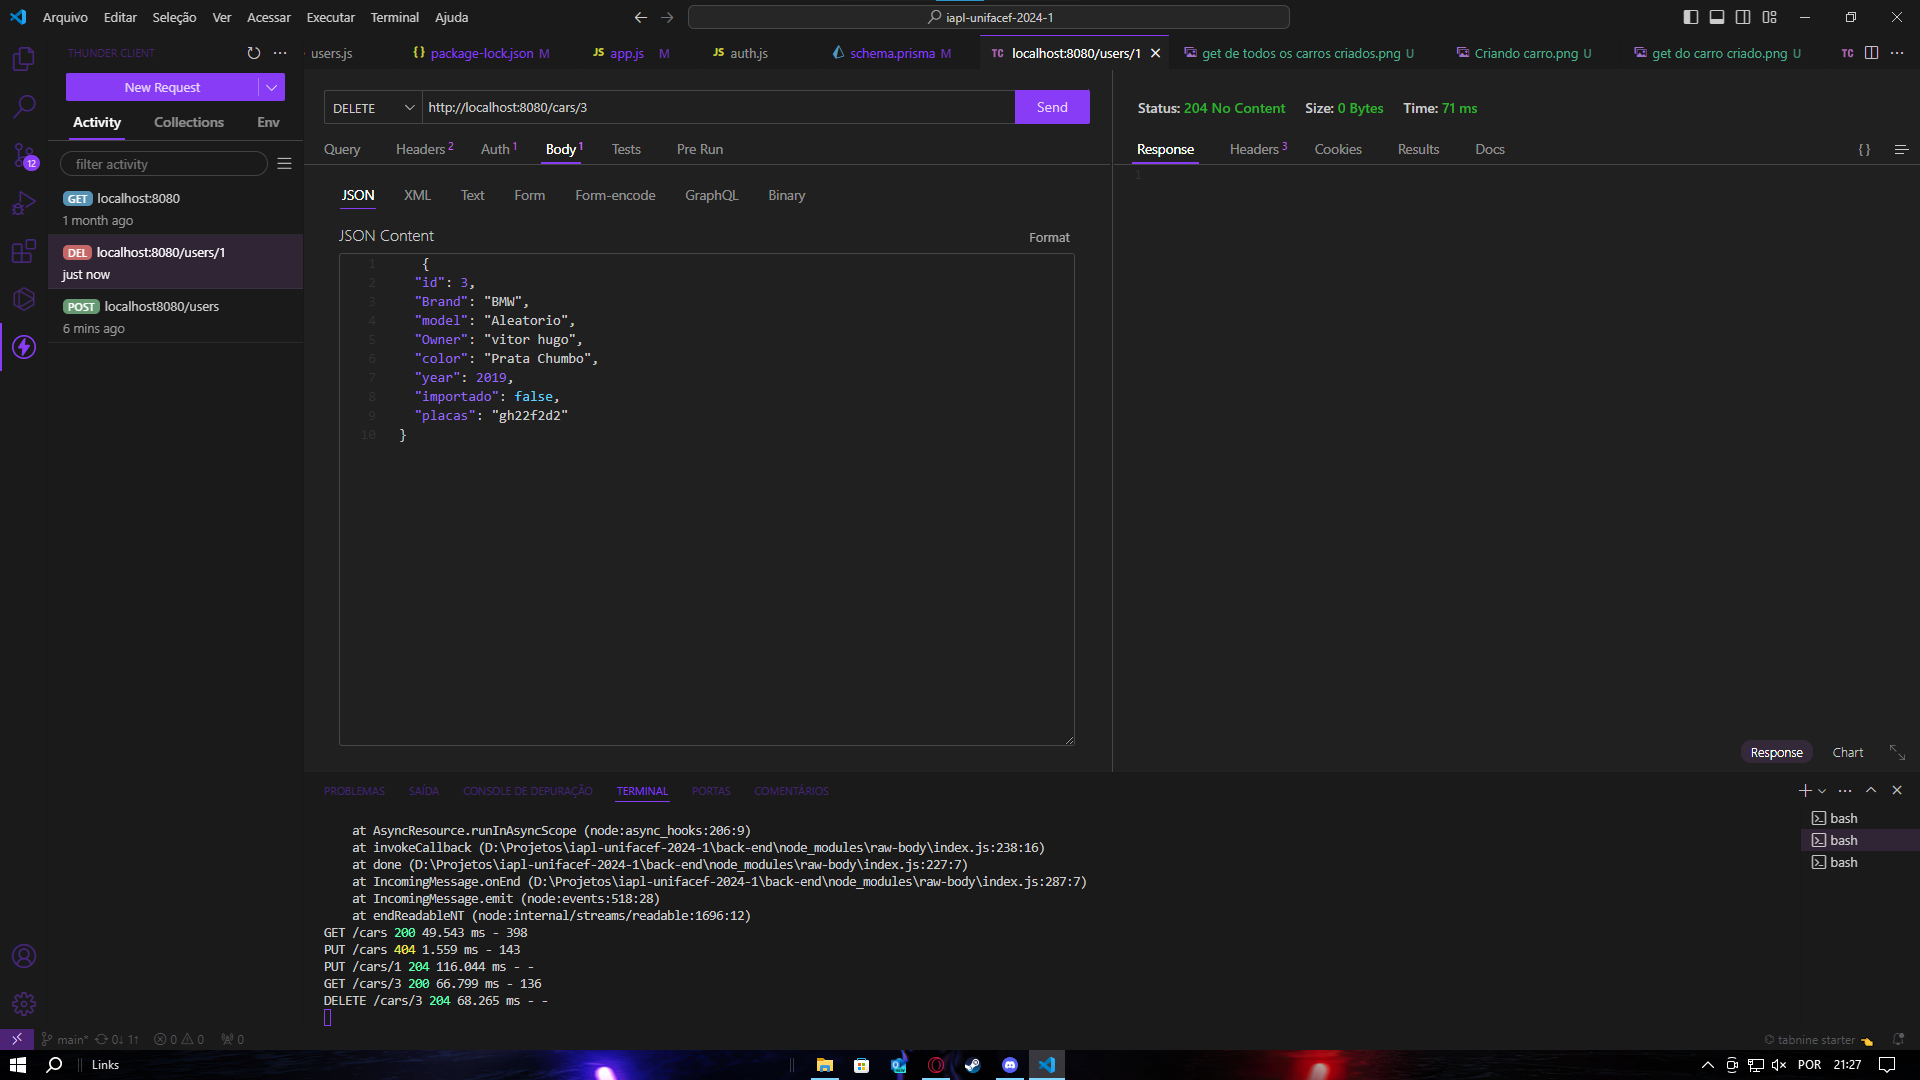 Arquivo Editar Seleção Ver Acessar Executar Terminal Ajuda
iapl-unifacef-2024-1
THUNDER CLIENT
users.js
package-lock.json M
JS app.js M
JS auth.js
schema.prisma M
TC localhost:8080/users/1
get de todos os carros criados.png U
Criando carro.png U
get do carro criado.png U
TC
New Request
Activity Collections Env
filter activity
12
GET localhost:8080
1 month ago
DEL localhost:8080/users/1
just now
POST localhost8080/users
6 mins ago
DELETE http://localhost:8080/cars/3 Send
Query Headers 2 Auth 1 Body 1 Tests Pre Run
JSON XML Text Form Form-encode GraphQL Binary
JSON Content
Format
1 {
2 "id": 3,
3 "Brand": "BMW",
4 "model": "Aleatorio",
5 "Owner": "vitor hugo",
6 "color": "Prata Chumbo",
7 "year": 2019,
8 "importado": false,
9 "placas": "gh22f2d2"
10 }
Status: 204 No Content Size: 0 Bytes Time: 71 ms
Response Headers 3 Cookies Results Docs { }
1
Response Chart
PROBLEMAS SAÍDA CONSOLE DE DEPURAÇÃO TERMINAL PORTAS COMENTÁRIOS
at AsyncResource.runInAsyncScope (node:async_hooks:206:9)
at invokeCallback (D:\Projetos\iapl-unifacef-2024-1\back-end\node_modules\raw-body\index.js:238:16)
at done (D:\Projetos\iapl-unifacef-2024-1\back-end\node_modules\raw-body\index.js:227:7)
at IncomingMessage.onEnd (D:\Projetos\iapl-unifacef-2024-1\back-end\node_modules\raw-body\index.js:287:7)
at IncomingMessage.emit (node:events:518:28)
at endReadableNT (node:internal/streams/readable:1696:12)
GET /cars 200 49.543 ms - 398
PUT /cars 404 1.559 ms - 143
PUT /cars/1 204 116.044 ms - -
GET /cars/3 200 66.799 ms - 136
DELETE /cars/3 204 68.265 ms - -
bash
bash
bash
main* 0↓ 1↑ 0 0 0
© tabnine starter
Links
POR 21:27